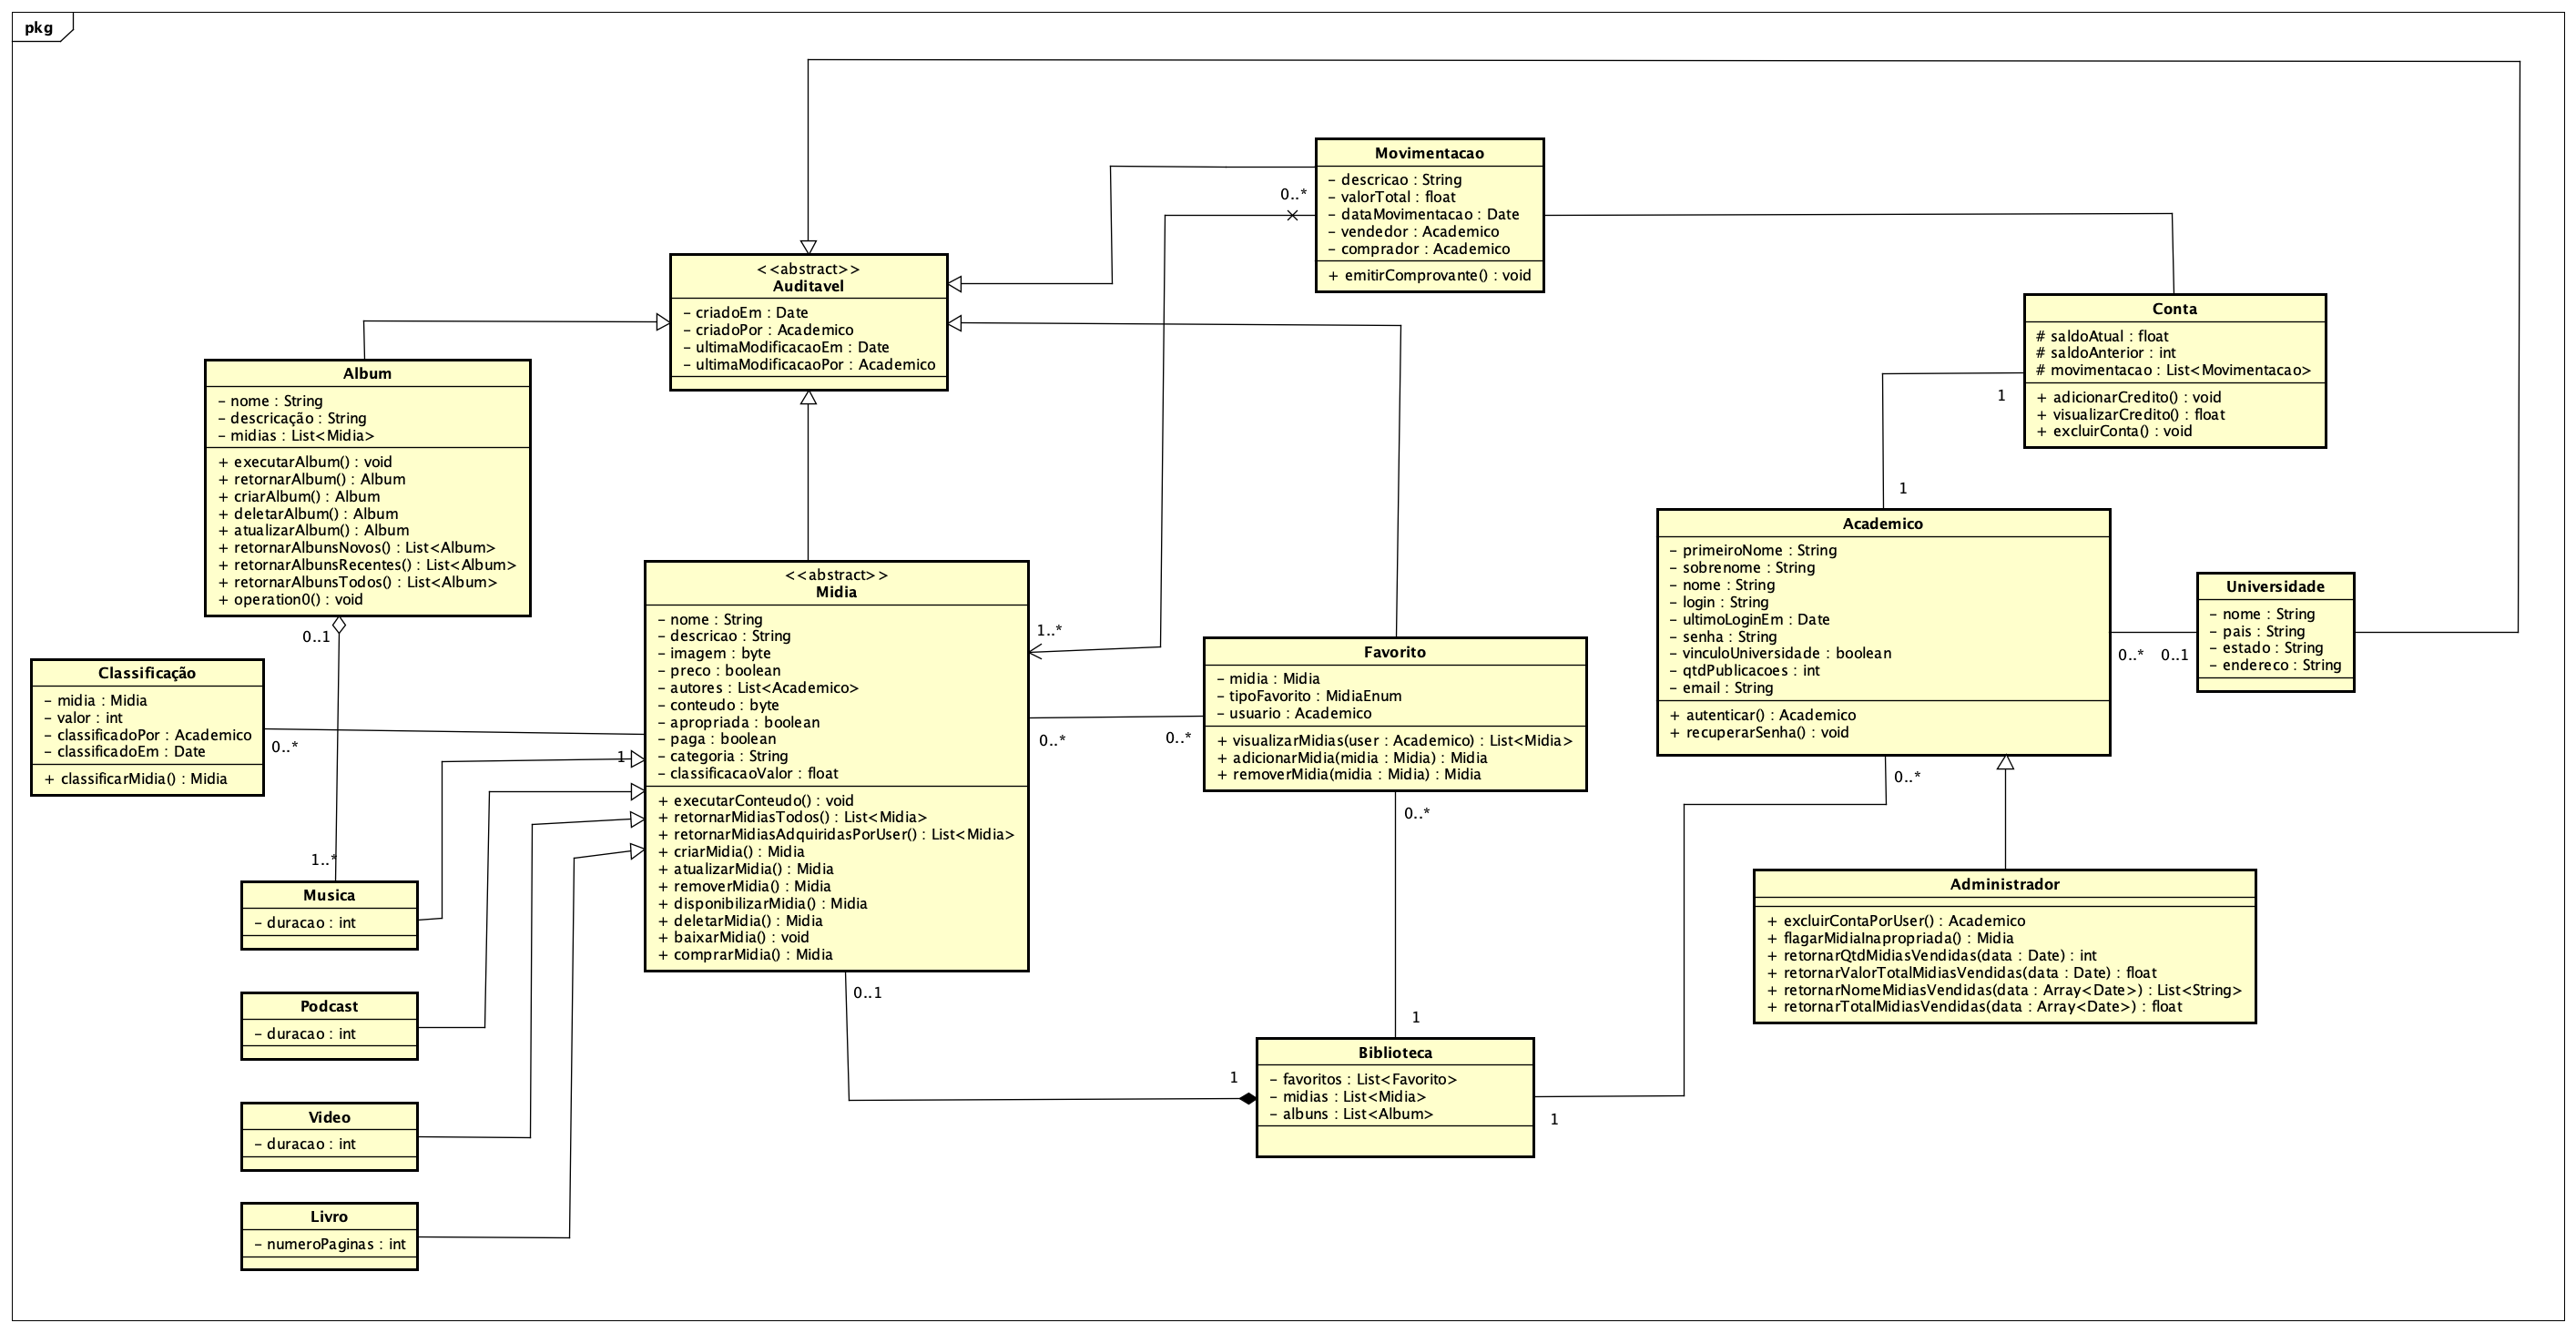 pkg
Movimentacao
– descricao : String
– valorTotal : float
– dataMovimentacao : Date
– vendedor : Academico
– comprador : Academico
+ emitirComprovante() : void
0..*
<<abstract>>
Auditavel
– criadoEm : Date
– criadoPor : Academico
– ultimaModificacaoEm : Date
– ultimaModificacaoPor : Academico
Conta
# saldoAtual : float
# saldoAnterior : int
# movimentacao : List<Movimentacao>
+ adicionarCredito() : void
+ visualizarCredito() : float
+ excluirConta() : void
1
1
Album
– nome : String
– descricação : String
– midias : List<Midia>
+ executarAlbum() : void
+ retornarAlbum() : Album
+ criarAlbum() : Album
+ deletarAlbum() : Album
+ atualizarAlbum() : Album
+ retornarAlbunsNovos() : List<Album>
+ retornarAlbunsRecentes() : List<Album>
+ retornarAlbunsTodos() : List<Album>
+ operation0() : void
0..1
Academico
– primeiroNome : String
– sobrenome : String
– nome : String
– login : String
– ultimoLoginEm : Date
– senha : String
– vinculoUniversidade : boolean
– qtdPublicacoes : int
– email : String
+ autenticar() : Academico
+ recuperarSenha() : void
0..*
0..1
0..*
Universidade
– nome : String
– pais : String
– estado : String
– endereco : String
<<abstract>>
Midia
– nome : String
– descricao : String
– imagem : byte
– preco : boolean
– autores : List<Academico>
– conteudo : byte
– apropriada : boolean
– paga : boolean
– categoria : String
– classificacaoValor : float
+ executarConteudo() : void
+ retornarMidiasTodos() : List<Midia>
+ retornarMidiasAdquiridasPorUser() : List<Midia>
+ criarMidia() : Midia
+ atualizarMidia() : Midia
+ removerMidia() : Midia
+ disponibilizarMidia() : Midia
+ deletarMidia() : Midia
+ baixarMidia() : void
+ comprarMidia() : Midia
1..*
0..*
0..*
1
0..1
Favorito
– midia : Midia
– tipoFavorito : MidiaEnum
– usuario : Academico
+ visualizarMidias(user : Academico) : List<Midia>
+ adicionarMidia(midia : Midia) : Midia
+ removerMidia(midia : Midia) : Midia
0..*
1
Classificação
– midia : Midia
– valor : int
– classificadoPor : Academico
– classificadoEm : Date
+ classificarMidia() : Midia
0..*
1..*
Musica
– duracao : int
Administrador
+ excluirContaPorUser() : Academico
+ flagarMidiaInapropriada() : Midia
+ retornarQtdMidiasVendidas(data : Date) : int
+ retornarValorTotalMidiasVendidas(data : Date) : float
+ retornarNomeMidiasVendidas(data : Array<Date>) : List<String>
+ retornarTotalMidiasVendidas(data : Array<Date>) : float
Podcast
– duracao : int
Biblioteca
– favoritos : List<Favorito>
– midias : List<Midia>
– albuns : List<Album>
1
1
Video
– duracao : int
Livro
– numeroPaginas : int